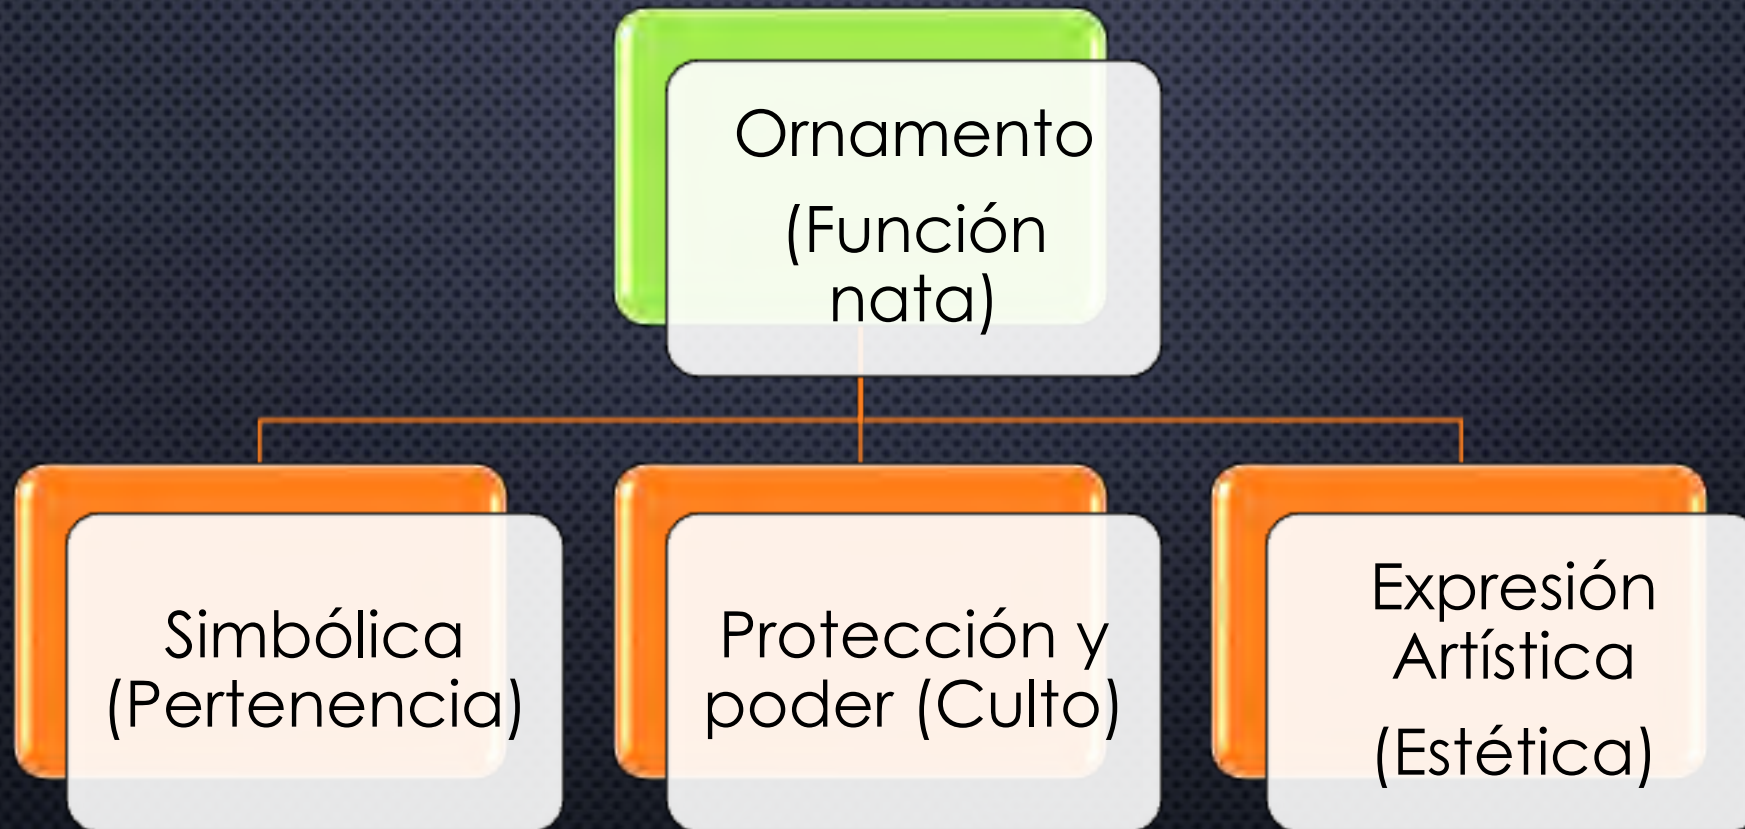 Ornamento
(Función
nata)
Simbólica
(Pertenencia)
Protección y
poder (Culto)
Expresión
Artística
(Estética)